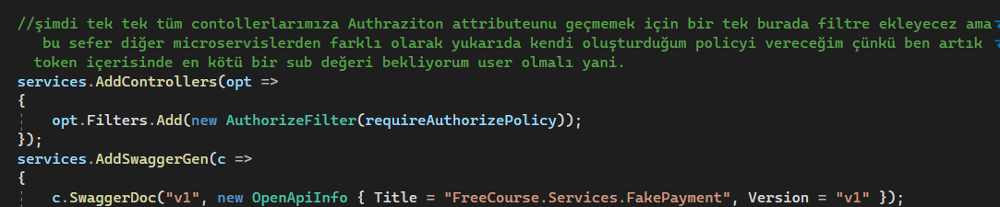 //şimdi tek tek tüm contollerlarımıza Authraziton attributeunu geçmemek için bir tek burada filtre ekleyecez ama
bu sefer diğer microservislerden farklı olarak yukarıda kendi oluşturduğum policyi vereceğim çünkü ben artık
token içerisinde en kötü bir sub değeri bekliyorum user olmalı yani.
services.AddControllers(opt =>
{
opt.Filters.Add(new AuthorizeFilter(requireAuthorizePolicy));
});
services.AddSwaggerGen(c =>
{
c.SwaggerDoc("v1", new OpenApiInfo { Title = "FreeCourse.Services.FakePayment", Version = "v1" });